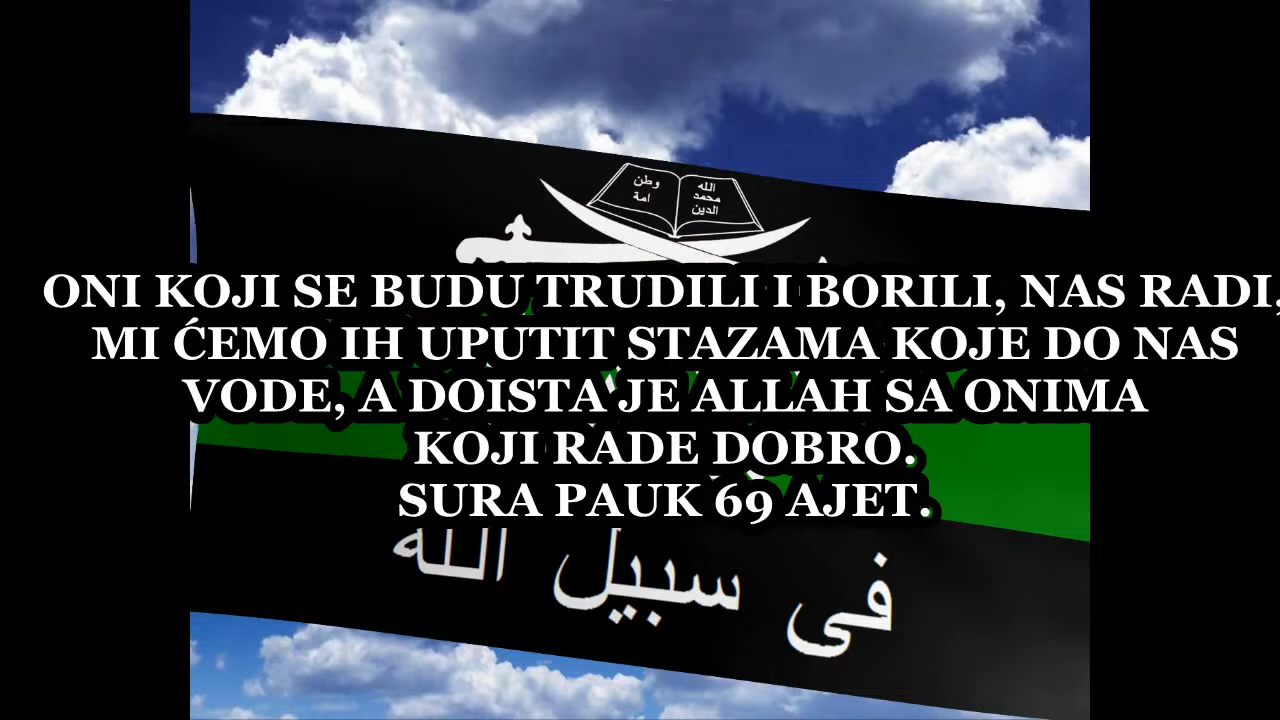 وطن
امة
الله
محمد
الدين
ONI KOJI SE BUDU TRUDILI I BORILI, NAS RADI,
MI ĆEMO IH UPUTIT STAZAMA KOJE DO NAS
VODE, A DOISTA JE ALLAH SA ONIMA
KOJI RADE DOBRO.
SURA PAUK 69 AJET.
في سبيل الله